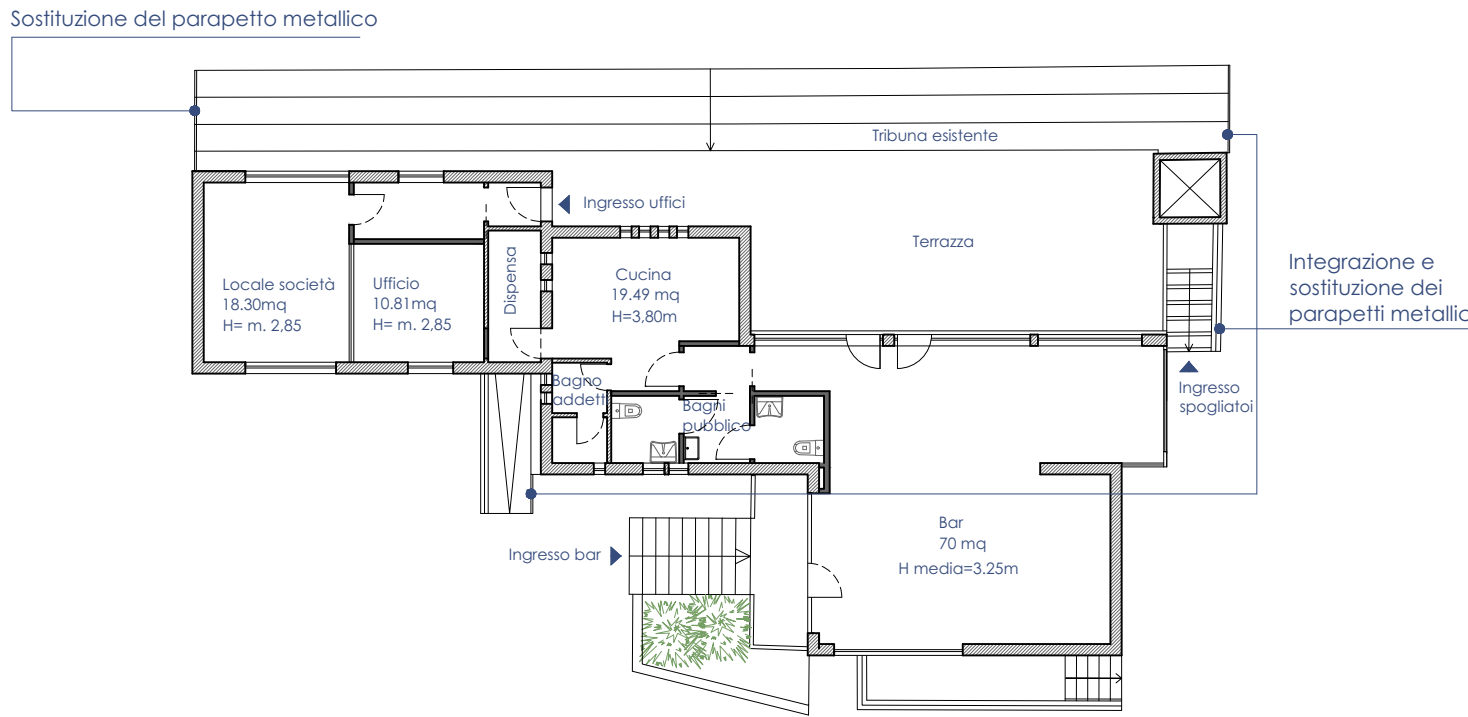 Sostituzione del parapetto metallico
Tribuna esistente
Ingresso uffici
Terrazza
Locale società
18.30mq
H= m. 2,85
Ufficio
10.81mq
H= m. 2,85
Dispensa
Cucina
19.49 mq
H=3,80m
Integrazione e
sostituzione dei
parapetti metallic
Ingresso
spogliatoi
Bagno
addetti
Bagni
pubblico
Ingresso bar
Bar
70 mq
H media=3.25m